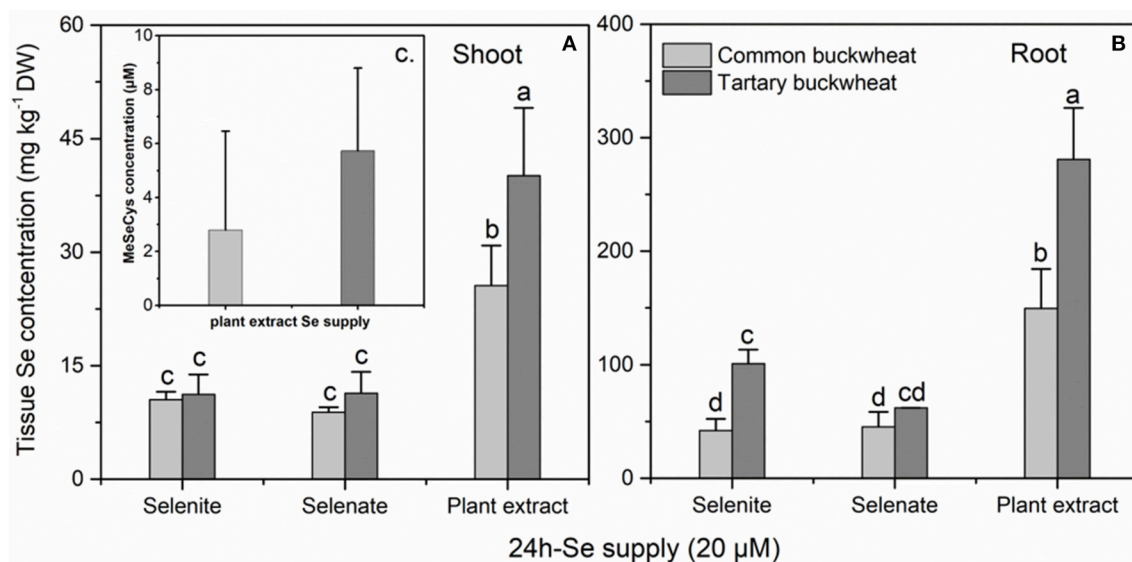 Tissue Se contcentration (mg kg⁻¹ DW)
60
45
30
15
0
A
Shoot
c c
c c
b a
Selenite Selenate Plant extract
c.
MeSeCys concentration (μM)
10
8
6
4
2
0
plant extract Se supply
400
300
200
100
0
B
Root
Common buckwheat
Tartary buckwheat
d c
d cd
b a
Selenite Selenate Plant extract
24h-Se supply (20 μM)